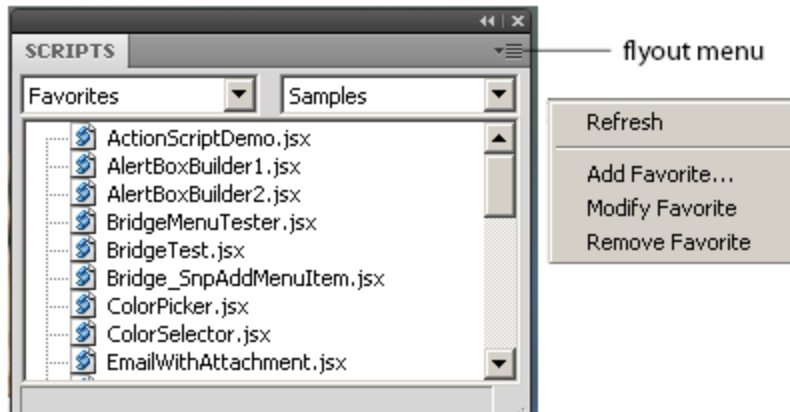 SCRIPTS
flyout menu
Favorites
Samples
ActionScriptDemo.jsx
AlertBoxBuilder1.jsx
AlertBoxBuilder2.jsx
BridgeMenuTester.jsx
BridgeTest.jsx
Bridge_SnpAddMenuItem.jsx
ColorPicker.jsx
ColorSelector.jsx
EmailWithAttachment.jsx
Refresh
Add Favorite...
Modify Favorite
Remove Favorite